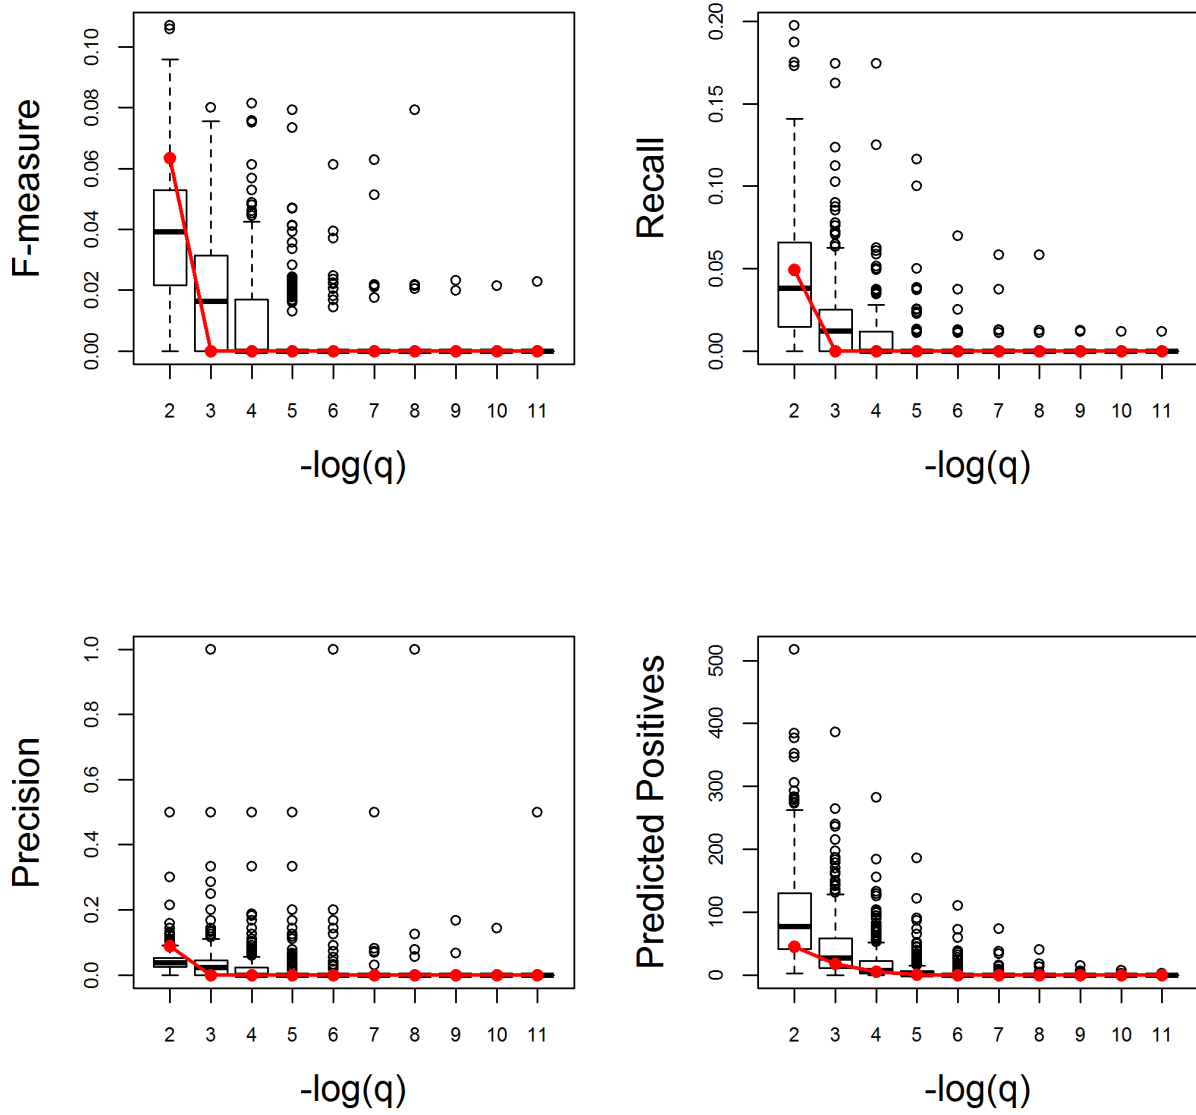 F-measure
0.00 0.02 0.04 0.06 0.08 0.10
2 3 4 5 6 7 8 9 10 11
-log(q)
Recall
0.00 0.05 0.10 0.15 0.20
2 3 4 5 6 7 8 9 10 11
-log(q)
Precision
0.0 0.2 0.4 0.6 0.8 1.0
2 3 4 5 6 7 8 9 10 11
-log(q)
Predicted Positives
0 100 200 300 400 500
2 3 4 5 6 7 8 9 10 11
-log(q)